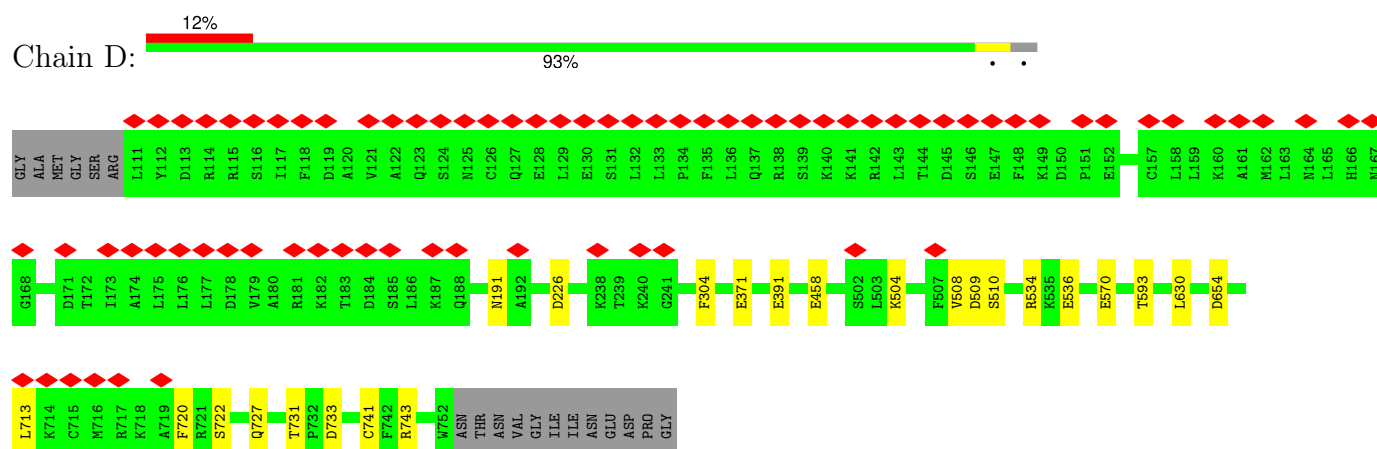 12%
Chain D:
93%
GLY ALA MET GLY SER ARG L111 Y112 D113 R114 R115 S116 I117 F118 D119 A120 V121 A122 Q123 S124 N125 C126 Q127 E128 L129 E130 S131 L132 L133 P134 F135 L136 Q137 R138 S139 K140 K141 R142 L143 T144 D145 S146 E147 F148 K149 D150 P151 E152 C157 L158 L159 K160 A161 M162 L163 N164 L165 H166 N167
G168 D171 T172 I173 A174 L175 L176 L177 D178 V179 A180 R181 K182 T183 D184 S185 L186 K187 Q188 N191 A192 D226 K238 T239 K240 G241 F304 E371 E391 E458 S502 L503 K504 F507 V508 D509 S510 R534 K535 E536 E570 T593 L630 D654
L713 K714 C715 M716 R717 K718 A719 F720 R721 S722 Q727 T731 P732 D733 C741 F742 R743 W752 ASN THR ASN VAL GLY ILE ILE ASN GLU ASP PRO GLY